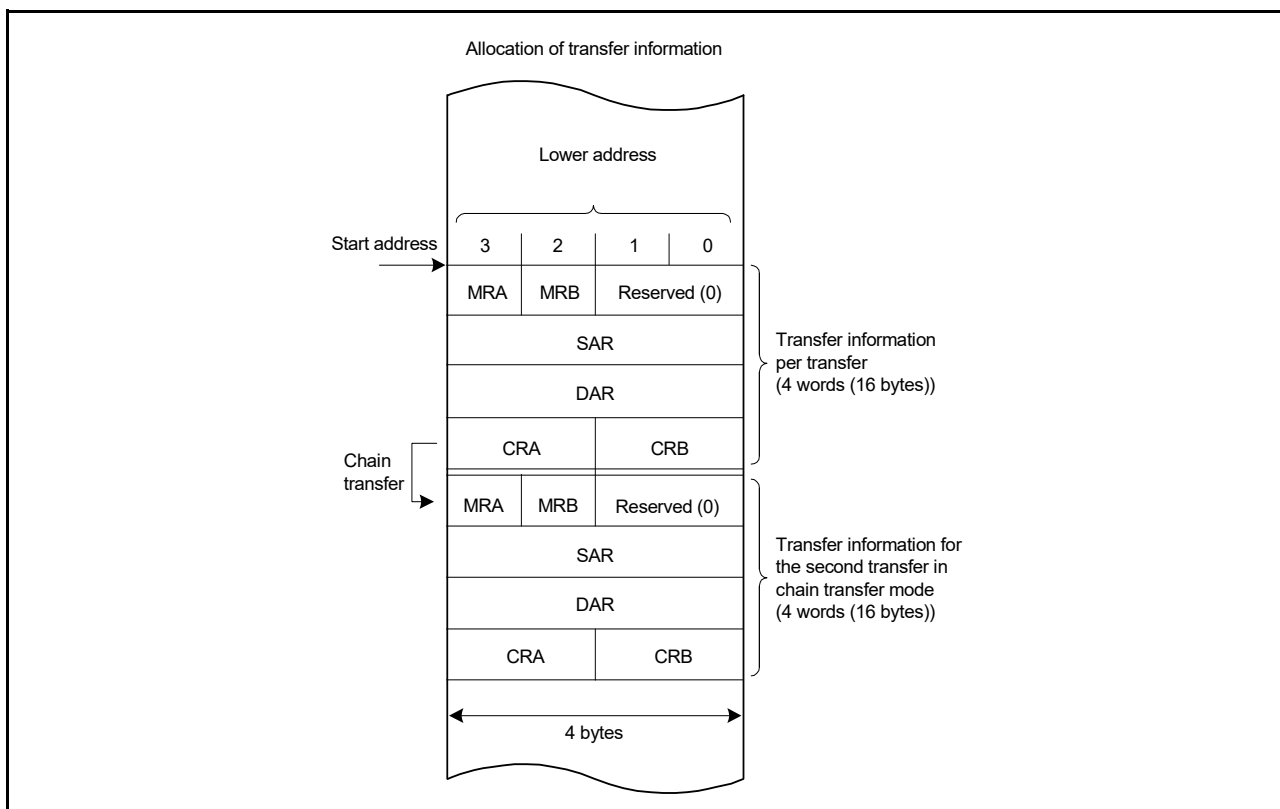 Allocation of transfer information
Lower address
Start address
3 2 1 0
MRA MRB Reserved (0)
SAR
DAR
CRA CRB
Transfer information
per transfer
(4 words (16 bytes))
Chain
transfer
MRA MRB Reserved (0)
SAR
DAR
CRA CRB
Transfer information for
the second transfer in
chain transfer mode
(4 words (16 bytes))
4 bytes